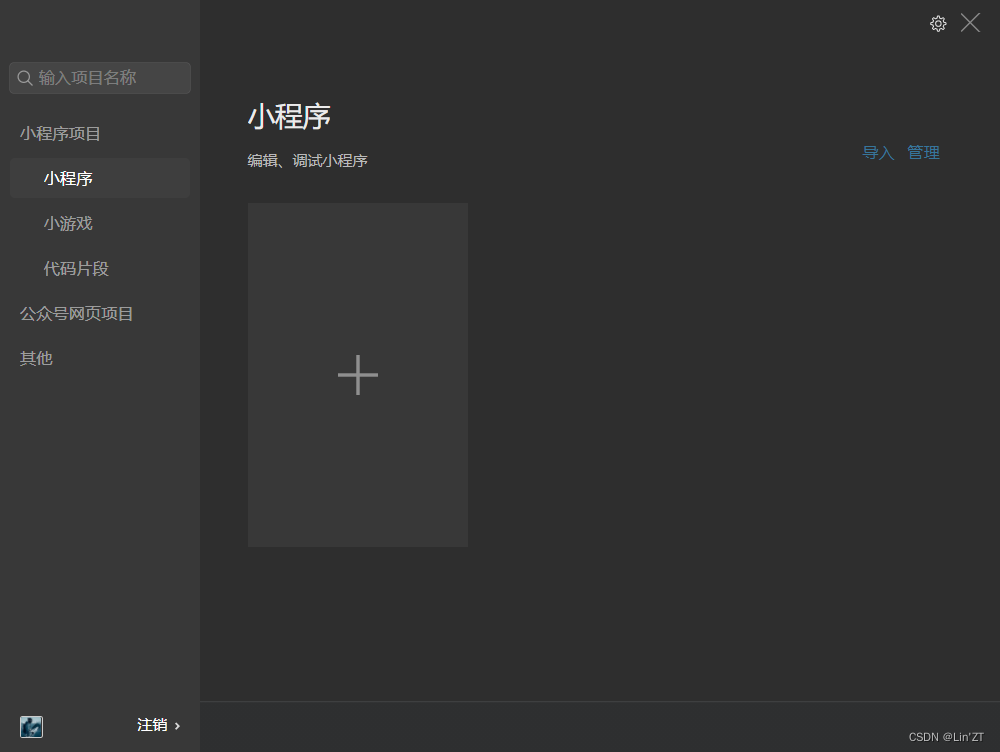 输入项目名称
小程序项目
小程序
小游戏
代码片段
公众号网页项目
其他
注销 ›
小程序
编辑、调试小程序
导入 管理
CSDN @Lin'ZT